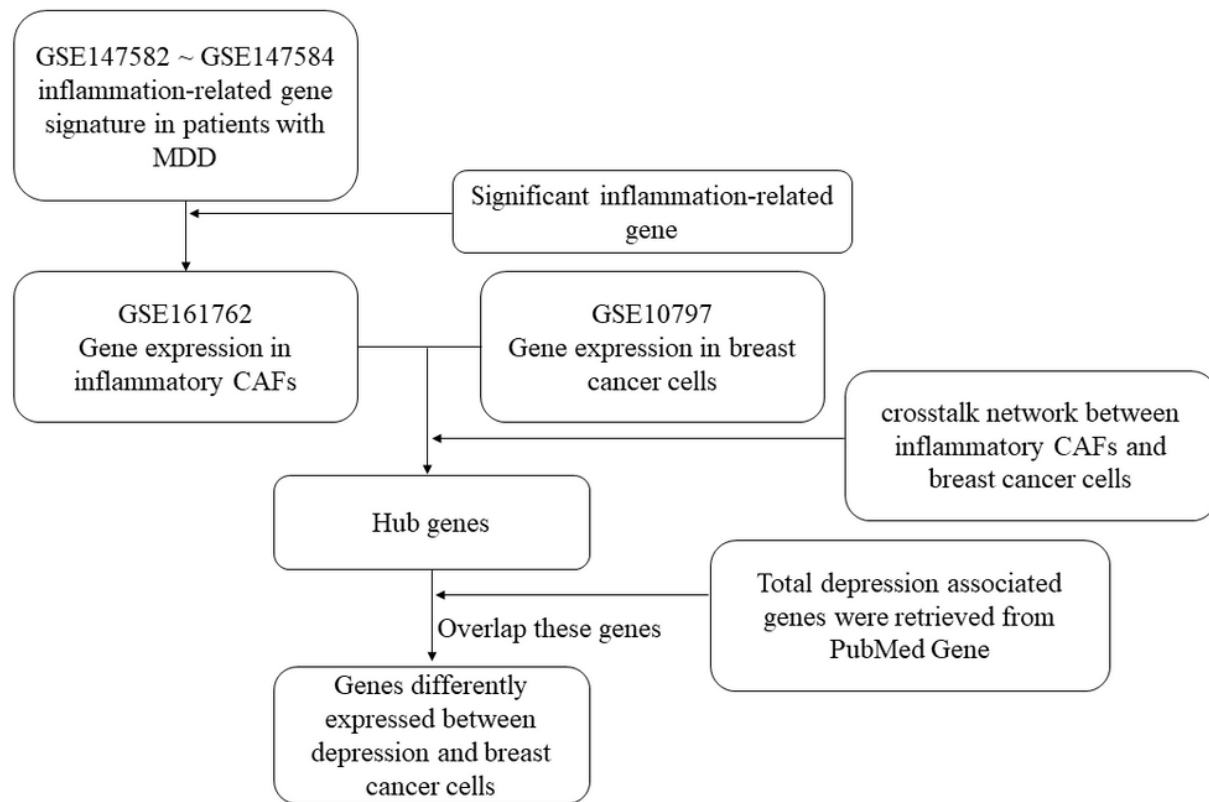 GSE147582 ~ GSE147584
inflammation-related gene
signature in patients with
MDD
Significant inflammation-related
gene
GSE161762
Gene expression in
inflammatory CAFs
GSE10797
Gene expression in breast
cancer cells
crosstalk network between
inflammatory CAFs and
breast cancer cells
Hub genes
Total depression associated
genes were retrieved from
PubMed Gene
Overlap these genes
Genes differently
expressed between
depression and breast
cancer cells